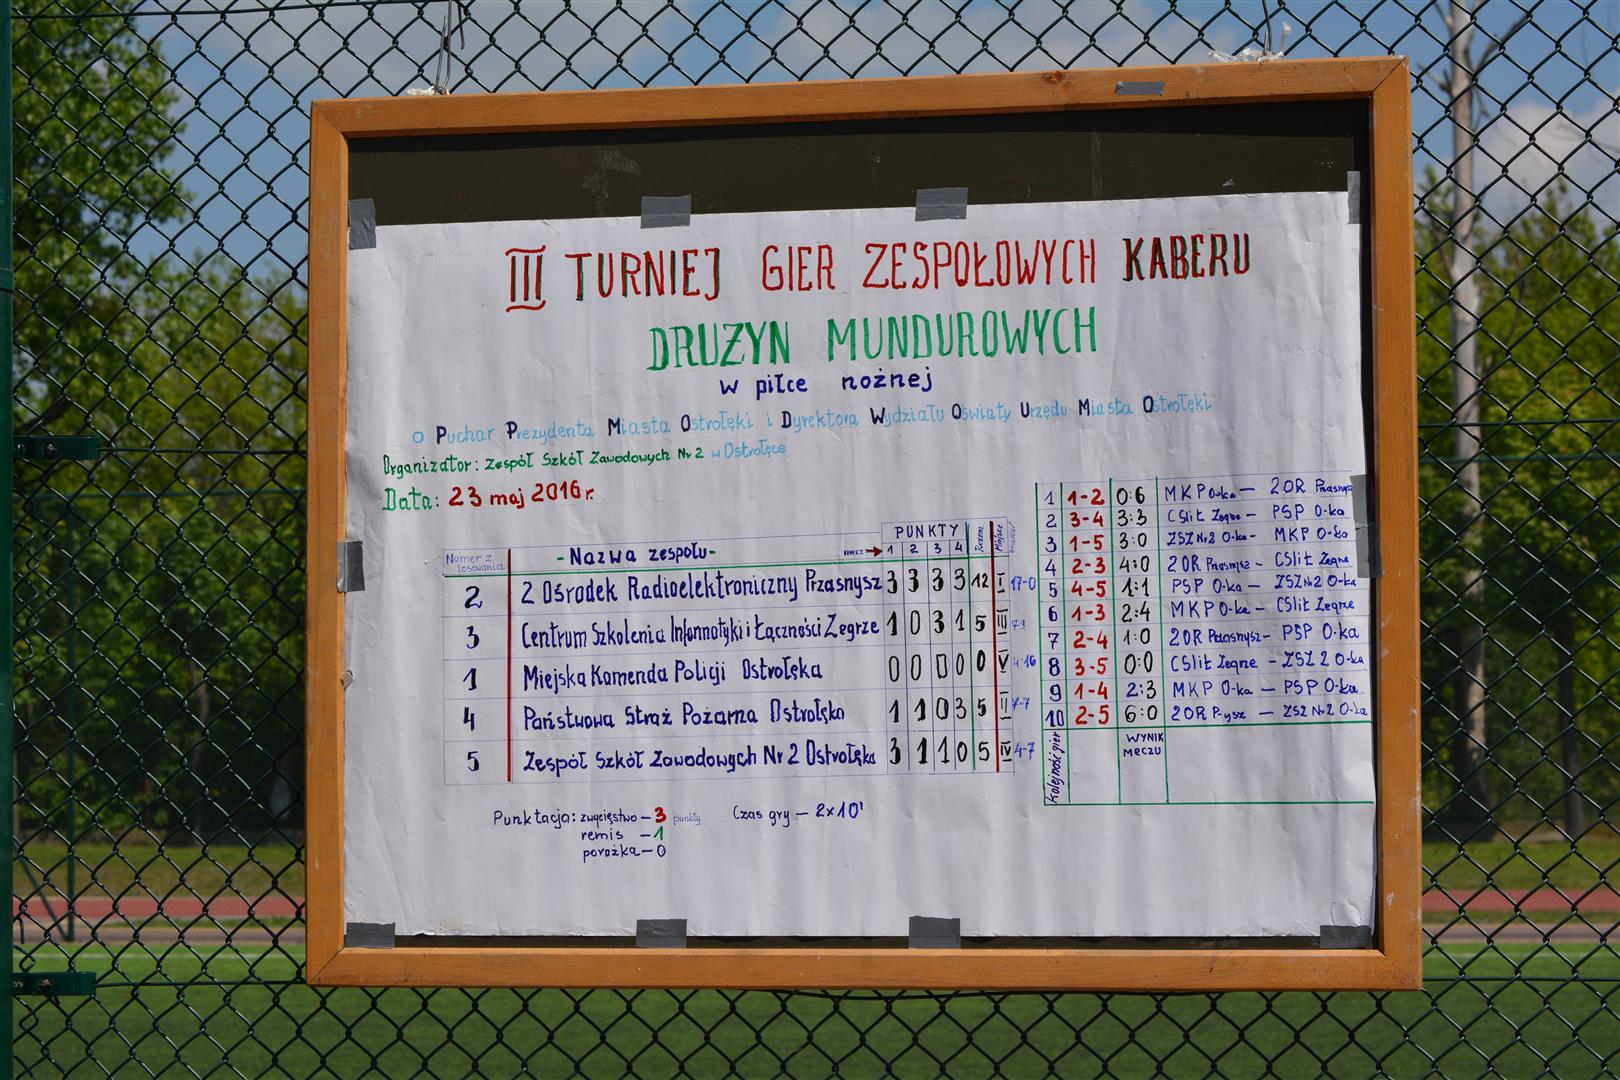 III TURNIEJ GIER ZESPOŁOWYCH KABERU
DRUŻYN MUNDUROWYCH
w piłce nożnej
o Puchar Prezydenta Miasta Ostrołęki i Dyrektora Wydziału Oświaty Urzędu Miasta Ostrołęki
Organizator: Zespół Szkół Zawodowych Nr 2 w Ostrołęce
Data: 23 maj 2016 r.
Numer z losowania - Nazwa zespołu - mecz → PUNKTY 1 2 3 4 Razem Miejsce
2 2 Ośrodek Radioelektroniczny Przasnysz 3 3 3 3 12 I 17-0
3 Centrum Szkolenia Informatyki i Łączności Zegrze 1 0 3 1 5 III 7-9
1 Miejska Komenda Policji Ostrołęka 0 0 0 0 0 V 4-16
4 Państwowa Straż Pożarna Ostrołęka 1 1 0 3 5 II 7-7
5 Zespół Szkół Zawodowych Nr 2 Ostrołęka 3 1 1 0 5 IV 4-7
Punktacja: zwycięstwo – 3 punkty Czas gry – 2x10'
remis – 1
porażka – 0
1 1-2 0:6 MKP O-ka – 2OR Przasnysz
2 3-4 3:3 CSIiŁ Zegrze – PSP O-ka
3 1-5 3:0 ZSZ Nr2 O-ka – MKP O-ka
4 2-3 4:0 2OR Przasnysz – CSIiŁ Zegrze
5 4-5 1:1 PSP O-ka – ZSZ Nr2 O-ka
6 1-3 2:4 MKP O-ka – CSIiŁ Zegrze
7 2-4 1:0 2OR Przasnysz – PSP O-ka
8 3-5 0:0 CSIiŁ Zegrze – ZSZ 2 O-ka
9 1-4 2:3 MKP O-ka – PSP O-ka
10 2-5 6:0 2OR P-ysz – ZSZ Nr2 O-ka
Kolejność gier WYNIK
MECZU